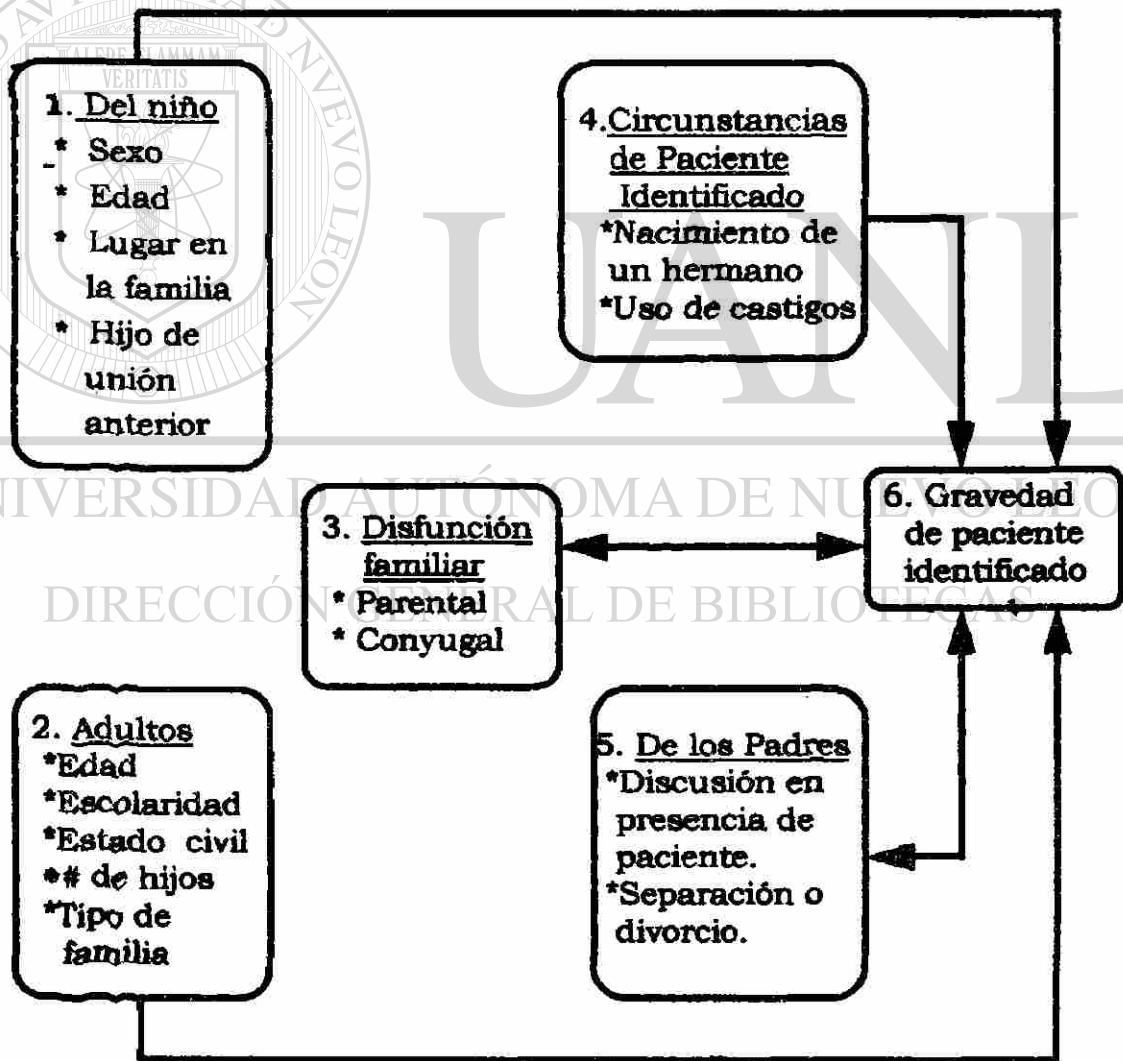 ALERE FLAMMAM
VERITATIS
1. Del niño
* Sexo
* Edad
* Lugar en
la familia
* Hijo de
unión
anterior
4.Circunstancias
de Paciente
Identificado
*Nacimiento de
un hermano
*Uso de castigos
UANL
UNIVERSIDAD AUTÓNOMA DE NUEVO LEÓN
DIRECCIÓN GENERAL DE BIBLIOTECAS
3. Disfunción
familiar
* Parental
* Conyugal
6. Gravedad
de paciente
identificado
2. Adultos
*Edad
*Escolaridad
*Estado civil
*# de hijos
*Tipo de
familia
5. De los Padres
*Discusión en
presencia de
paciente.
*Separación o
divorcio.